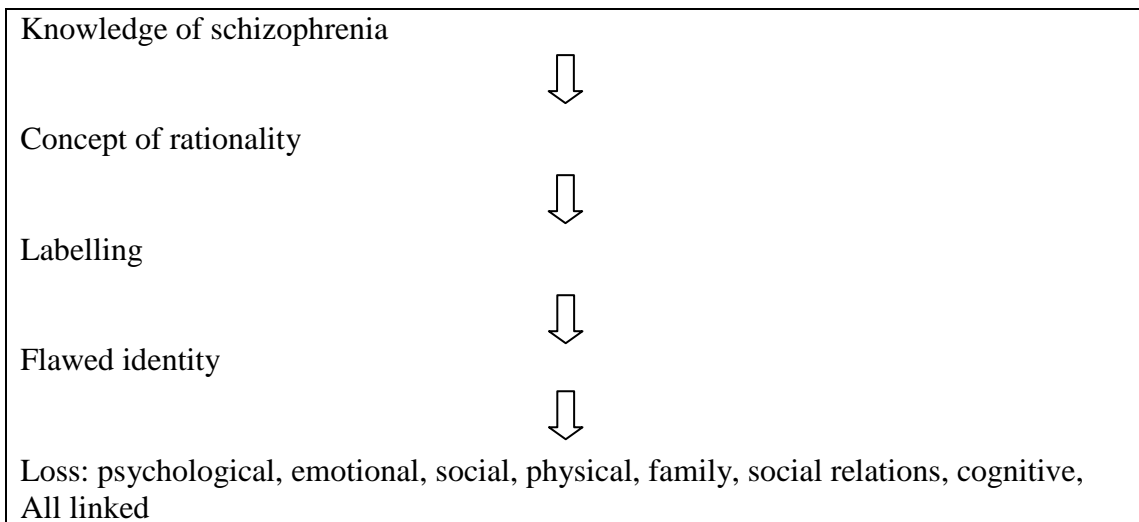 Knowledge of schizophrenia
Concept of rationality
Labelling
Flawed identity
Loss: psychological, emotional, social, physical, family, social relations, cognitive,
All linked